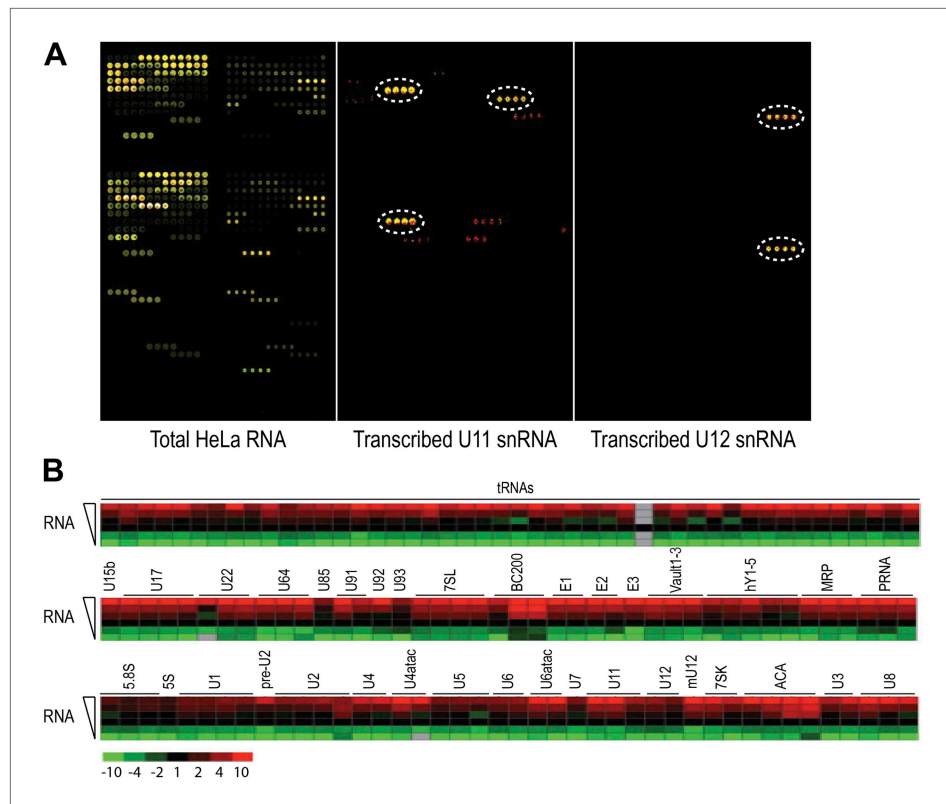 A
Total HeLa RNA Transcribed U11 snRNA Transcribed U12 snRNA
B
tRNAs
RNA
U15b U17 U22 U64 U85 U91 U92 U93 7SL BC200 E1 E2 E3 Vault1-3 hY1-5 MRP PRNA
RNA
5.8S 5S U1 pre-U2 U2 U4 U4atac U5 U6 U6atac U7 U11 U12 mU12 7SK ACA U3 U8
RNA
-10 -4 -2 1 2 4 10